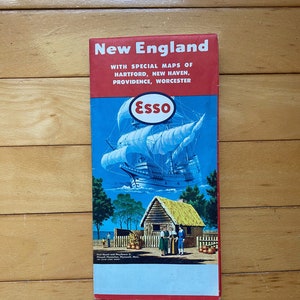 New England
WITH SPECIAL MAPS OF
HARTFORD, NEW HAVEN,
PROVIDENCE, WORCESTER
Esso